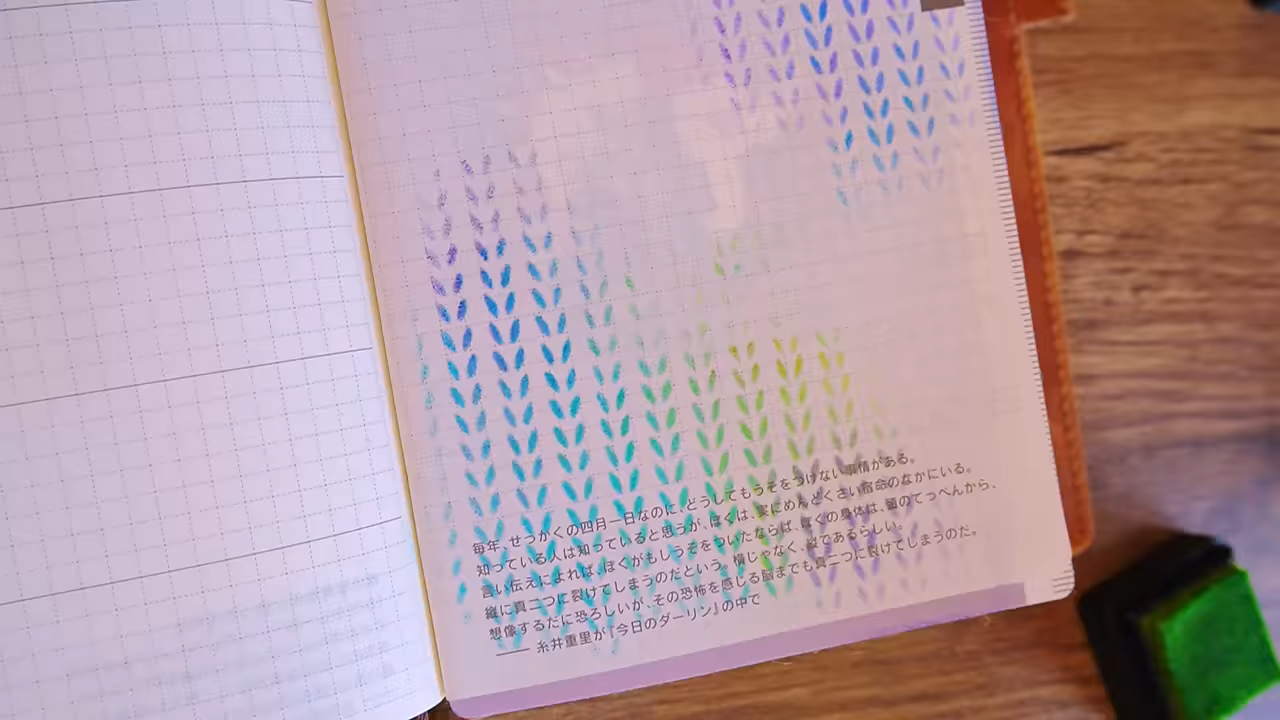 毎年、せっかくの四月一日なのに、どうしてもうそをつけない事情がある。
知っている人は知っていると思うが、ぼくは、実にめんどくさい宿命のなかにいる。
言い伝えによれば、ぼくがもしうそをついたならば、ぼくの身体は、頭のてっぺんから、
縦に真二つに裂けてしまうのだという。横じゃなく、縦であるらしい。
想像するだに恐ろしいが、その恐怖を感じる脳までも真二つに裂けてしまうのだ。
—— 糸井重里が『今日のダーリン』の中で